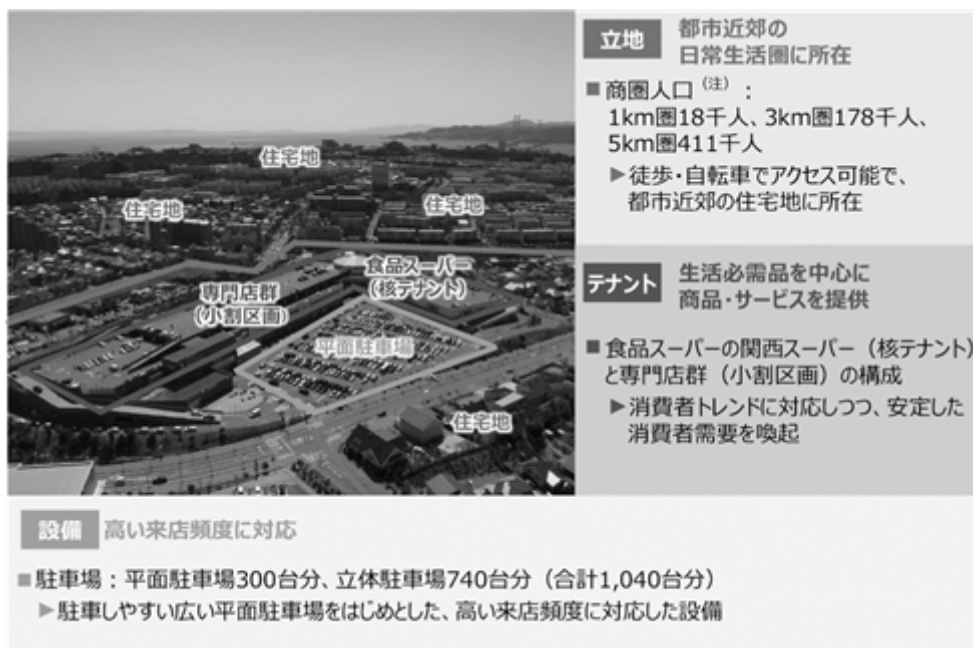 住宅地
住宅地
住宅地
食品スーパー
(核テナント)
専門店群
(小割区画)
平面駐車場
住宅地
立地
都市近郊の
日常生活圏に所在
■商圏人口 (注) :
1km圏18千人、3km圏178千人、
5km圏411千人
▶徒歩・自転車でアクセス可能で、
都市近郊の住宅地に所在
テナント
生活必需品を中心に
商品・サービスを提供
■食品スーパーの関西スーパー（核テナント）
と専門店群（小割区画）の構成
▶消費者トレンドに対応しつつ、安定した
消費者需要を喚起
設備
高い来店頻度に対応
■駐車場：平面駐車場300台分、立体駐車場740台分（合計1,040台分）
▶駐車しやすい広い平面駐車場をはじめとした、高い来店頻度に対応した設備